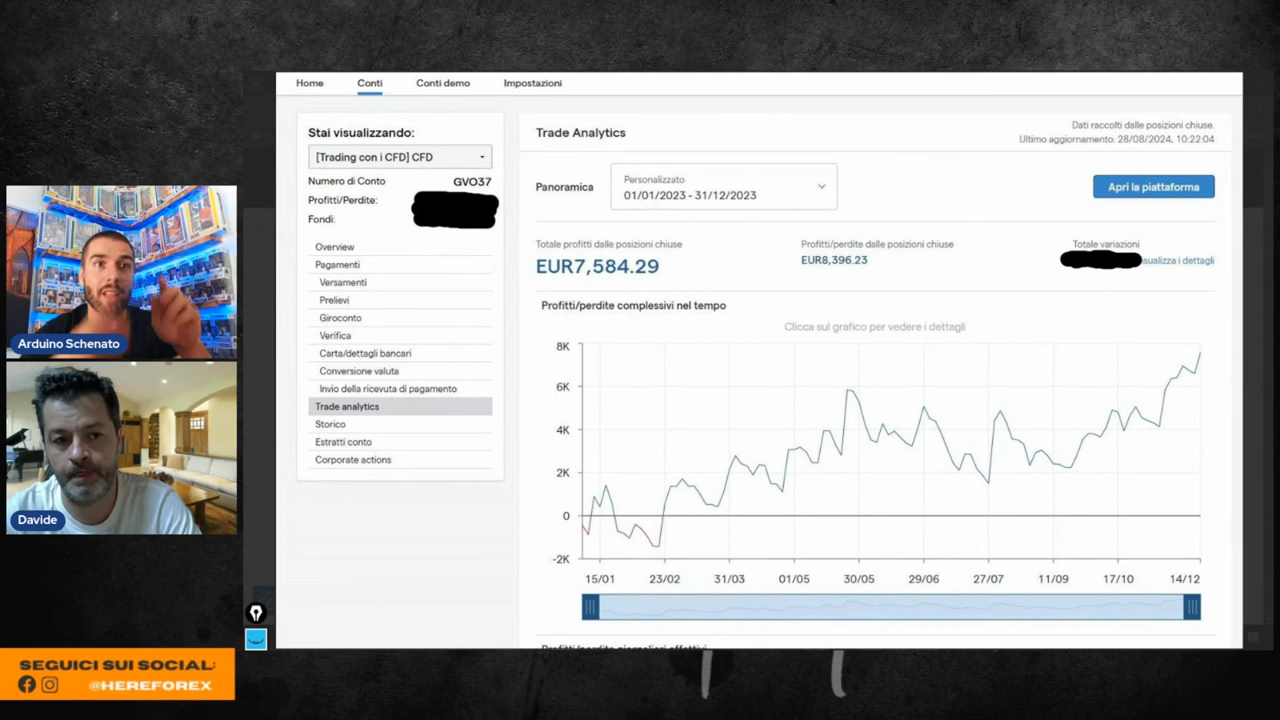 Home Conti Conti demo Impostazioni
Stai visualizzando:
[Trading con i CFD] CFD
Numero di Conto GVO37
Profitti/Perdite:
Fondi:
Overview
Pagamenti
Versamenti
Prelievi
Giroconto
Verifica
Carta/dettagli bancari
Conversione valuta
Invio della ricevuta di pagamento
Trade analytics
Storico
Estratti conto
Corporate actions
Trade Analytics
Dati raccolti dalle posizioni chiuse.
Ultimo aggiornamento: 28/08/2024, 10:22:04
Panoramica
Personalizzato
01/01/2023 - 31/12/2023
Apri la piattaforma
Totale profitti dalle posizioni chiuse
EUR7,584.29
Profitti/perdite dalle posizioni chiuse
EUR8,396.23
Totale variazioni
sualizza i dettagli
Profitti/perdite complessivi nel tempo
Clicca sul grafico per vedere i dettagli
8K
6K
4K
2K
0
-2K
15/01 23/02 31/03 01/05 30/05 29/06 27/07 11/09 17/10 14/12
Arduino Schenato
Davide
SEGUICI SUI SOCIAL:
@HEREFOREX